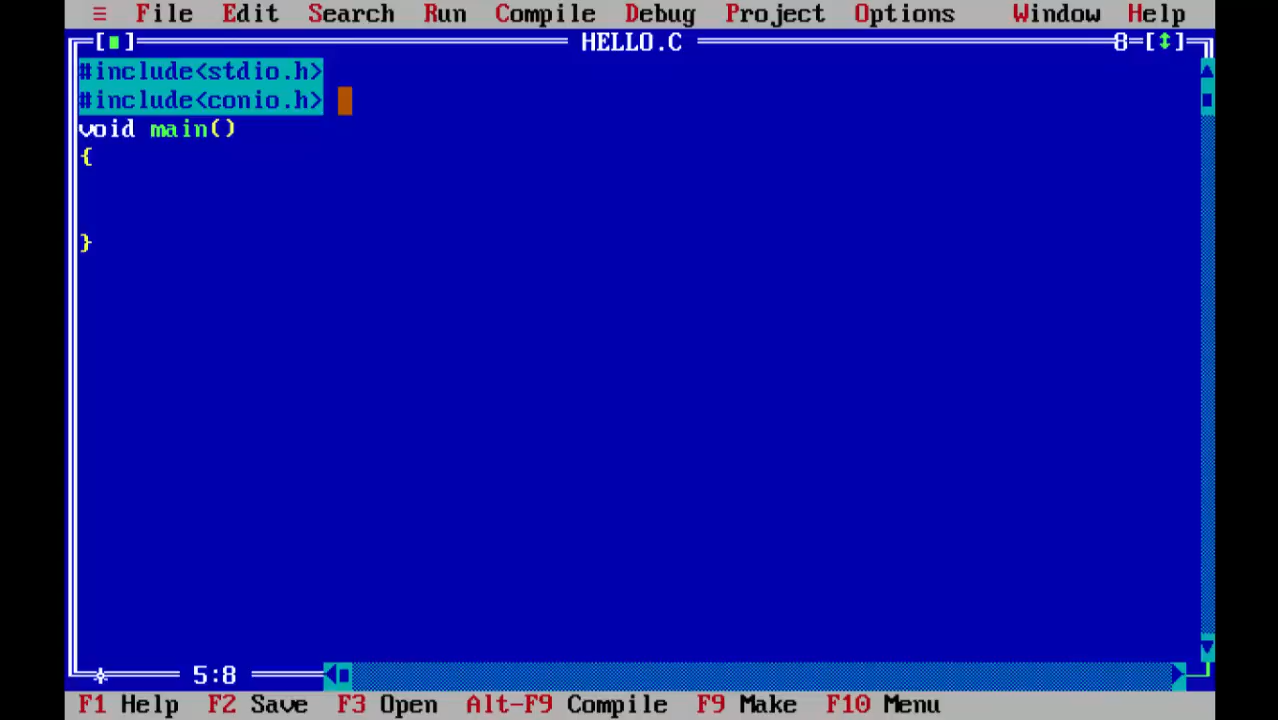 ≡ File Edit Search Run Compile Debug Project Options Window Help
[■] HELLO.C 8=[↕]
#include<stdio.h>
#include<conio.h>
void main()
{
}
5:8
F1 Help F2 Save F3 Open Alt-F9 Compile F9 Make F10 Menu